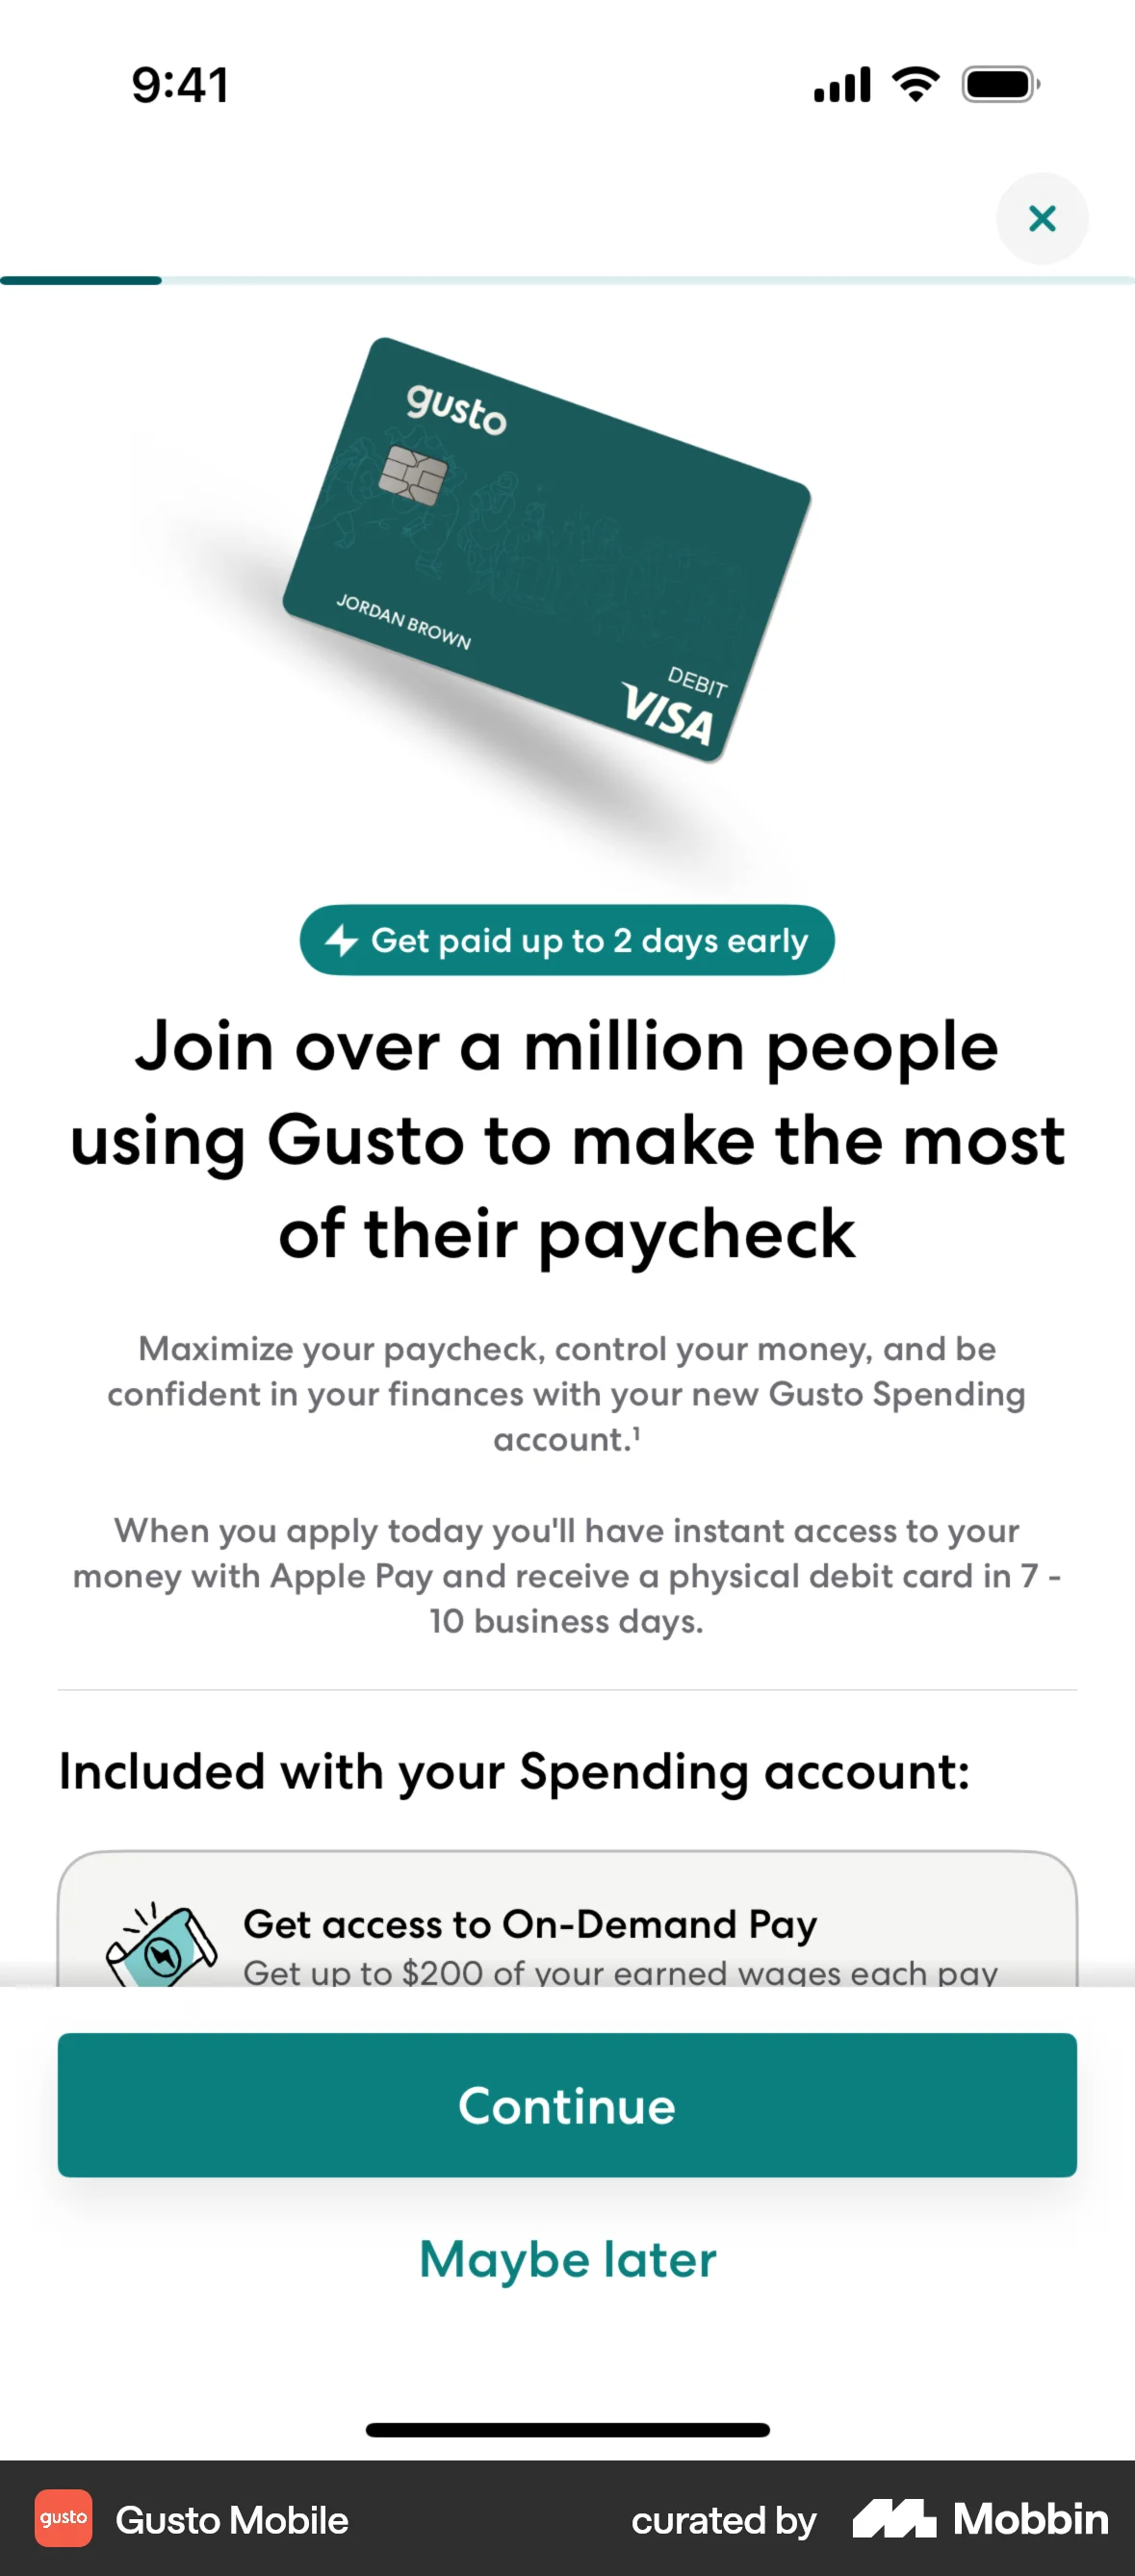 9:41
gusto
JORDAN BROWN
DEBIT
VISA
Get paid up to 2 days early
Join over a million people
using Gusto to make the most
of their paycheck
Maximize your paycheck, control your money, and be
confident in your finances with your new Gusto Spending
account.¹
When you apply today you'll have instant access to your
money with Apple Pay and receive a physical debit card in 7 -
10 business days.
Included with your Spending account:
Get access to On-Demand Pay
Get up to $200 of your earned wages each pay
Continue
Maybe later
gusto Gusto Mobile curated by Mobbin